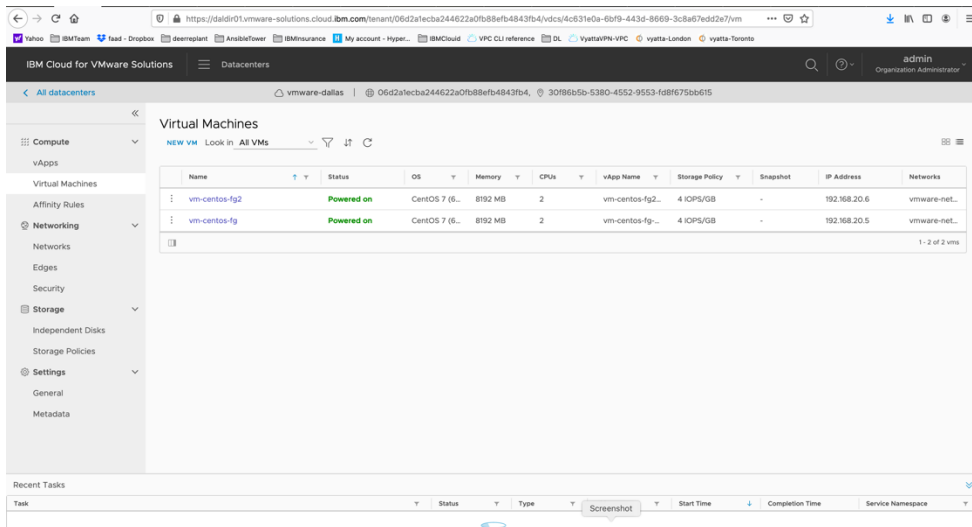 https://daldir01.vmware-solutions.cloud.ibm.com/tenant/06d2a1ecba244622a0fb88efb4843fb4/vdcs/4c631e0a-6bf9-443d-8669-3c8a67edd2e7/vm
Yahoo IBMTeam faad - Dropbox deerreplant AnsibleTower IBMInsurance My account - Hyper... IBMClouid VPC CLI reference DL VyattaVPN-VPC vyatta-London vyatta-Toronto
IBM Cloud for VMware Solutions Datacenters admin
Organization Administrator
All datacenters vmware-dallas | 06d2a1ecba244622a0fb88efb4843fb4, 30f86b5b-5380-4552-9553-fd8f675bb615
Compute
vApps
Virtual Machines
Affinity Rules
Networking
Networks
Edges
Security
Storage
Independent Disks
Storage Policies
Settings
General
Metadata
Virtual Machines
NEW VM Look in All VMs
Name Status OS Memory CPUs vApp Name Storage Policy Snapshot IP Address Networks
vm-centos-fg2 Powered on CentOS 7 (6... 8192 MB 2 vm-centos-fg2... 4 IOPS/GB - 192.168.20.6 vmware-net...
vm-centos-fg Powered on CentOS 7 (6... 8192 MB 2 vm-centos-fg-... 4 IOPS/GB - 192.168.20.5 vmware-net...
1 - 2 of 2 vms
Recent Tasks
Task Status Type Start Time Completion Time Service Namespace
Screenshot